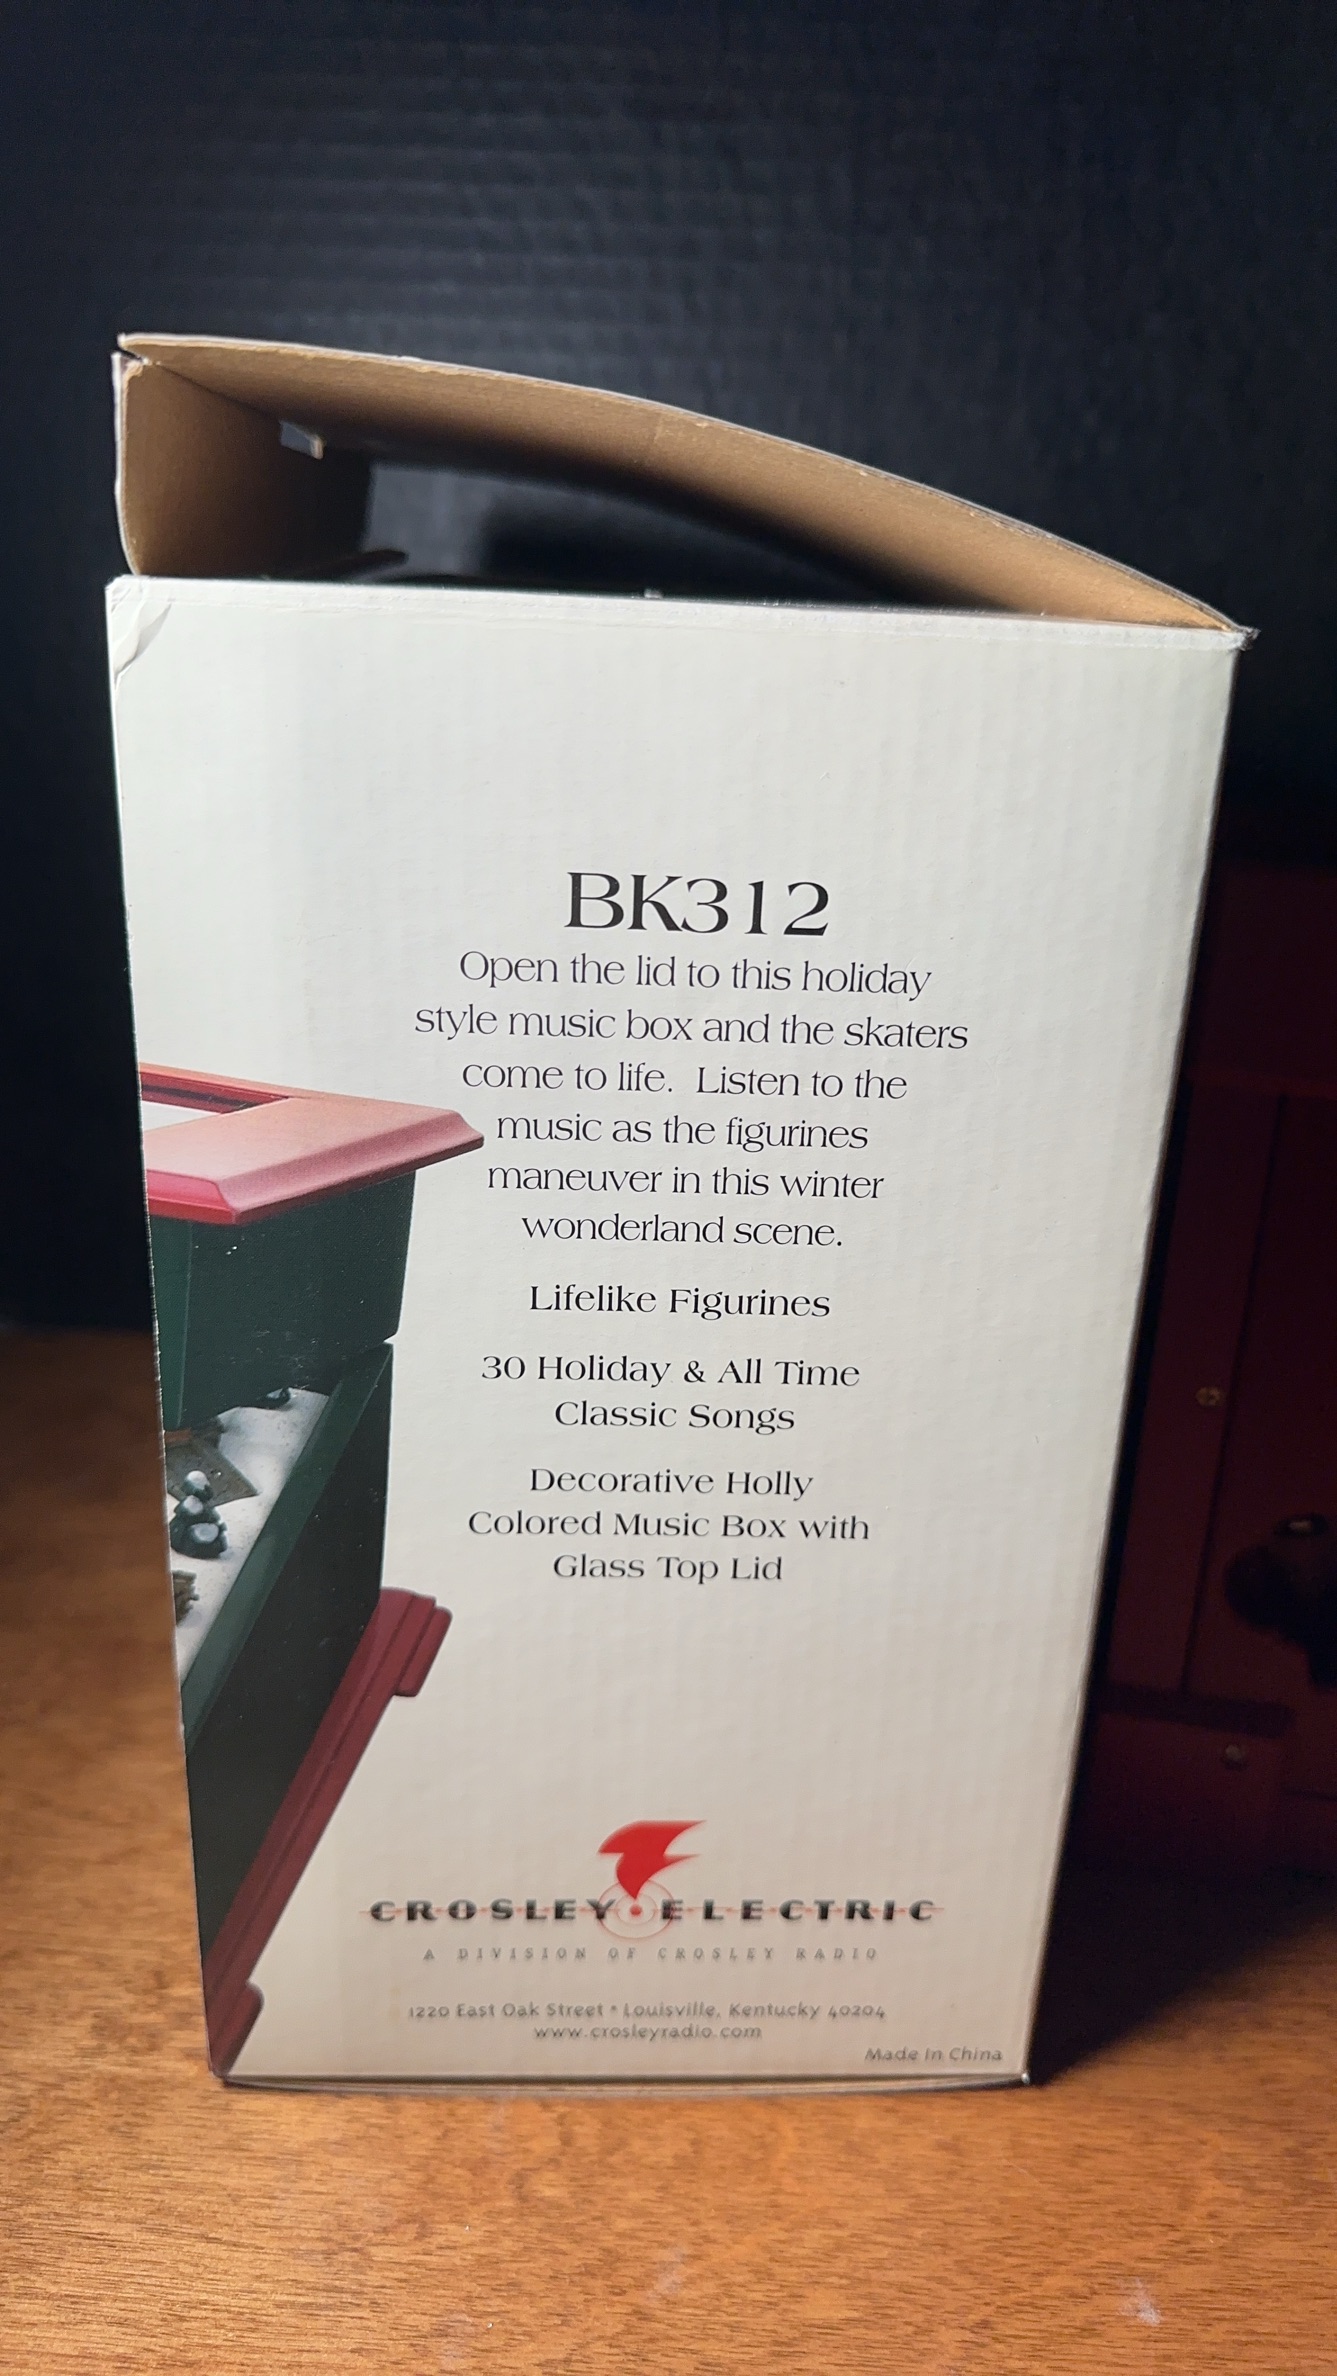 BK312
Open the lid to this holiday
style music box and the skaters
come to life. Listen to the
music as the figurines
maneuver in this winter
wonderland scene.
Lifelike Figurines
30 Holiday & All Time
Classic Songs
Decorative Holly
Colored Music Box with
Glass Top Lid
CROSLEY ELECTRIC
A DIVISION OF CROSLEY RADIO
1220 East Oak Street • Louisville, Kentucky 40204
www.crosleyradio.com
Made In China